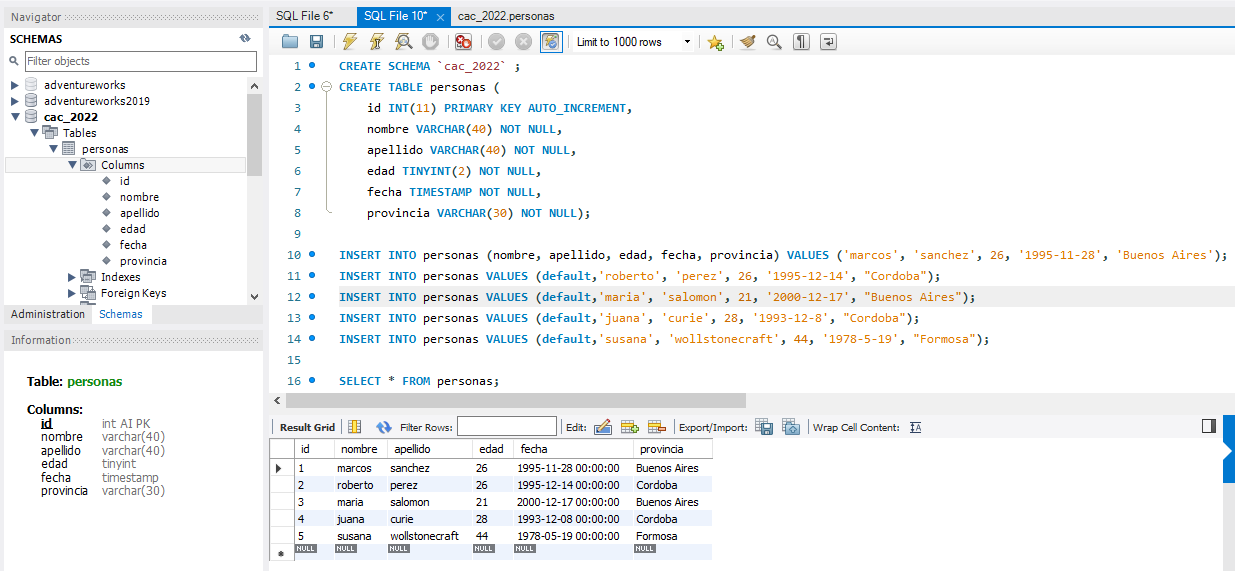 Navigator
SCHEMAS
Filter objects
adventureworks
adventureworks2019
cac_2022
Tables
personas
Columns
id
nombre
apellido
edad
fecha
provincia
Indexes
Foreign Keys
Administration Schemas
Information
Table: personas
Columns:
id int AI PK
nombre varchar(40)
apellido varchar(40)
edad tinyint
fecha timestamp
provincia varchar(30)
SQL File 6* SQL File 10* cac_2022.personas
Limit to 1000 rows
1 CREATE SCHEMA `cac_2022` ;
2 CREATE TABLE personas (
3 id INT(11) PRIMARY KEY AUTO_INCREMENT,
4 nombre VARCHAR(40) NOT NULL,
5 apellido VARCHAR(40) NOT NULL,
6 edad TINYINT(2) NOT NULL,
7 fecha TIMESTAMP NOT NULL,
8 provincia VARCHAR(30) NOT NULL);
9
10 INSERT INTO personas (nombre, apellido, edad, fecha, provincia) VALUES ('marcos', 'sanchez', 26, '1995-11-28', 'Buenos Aires');
11 INSERT INTO personas VALUES (default,'roberto', 'perez', 26, '1995-12-14', "Cordoba");
12 INSERT INTO personas VALUES (default,'maria', 'salomon', 21, '2000-12-17', "Buenos Aires");
13 INSERT INTO personas VALUES (default,'juana', 'curie', 28, '1993-12-8', "Cordoba");
14 INSERT INTO personas VALUES (default,'susana', 'wollstonecraft', 44, '1978-5-19', "Formosa");
15
16 SELECT * FROM personas;
Result Grid Filter Rows: Edit: Export/Import: Wrap Cell Content:
id nombre apellido edad fecha provincia
1 marcos sanchez 26 1995-11-28 00:00:00 Buenos Aires
2 roberto perez 26 1995-12-14 00:00:00 Cordoba
3 maria salomon 21 2000-12-17 00:00:00 Buenos Aires
4 juana curie 28 1993-12-08 00:00:00 Cordoba
5 susana wollstonecraft 44 1978-05-19 00:00:00 Formosa
NULL NULL NULL NULL NULL NULL